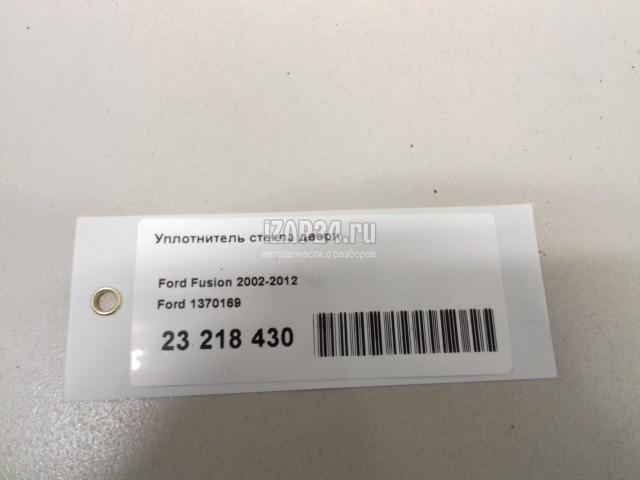 Уплотнитель стекла двери
iZAP24.ru
автозапчасти с разборов
Ford Fusion 2002-2012
Ford 1370169
23 218 430